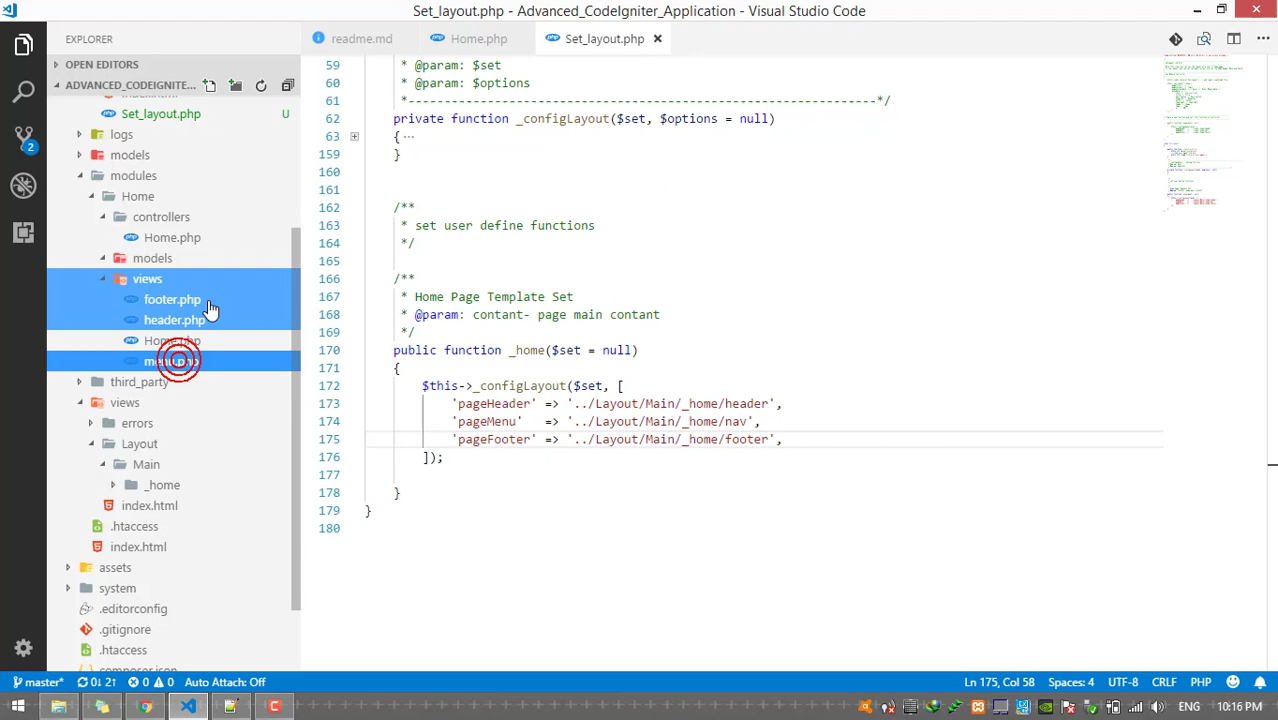 Set_layout.php - Advanced_CodeIgniter_Application - Visual Studio Code
EXPLORER
OPEN EDITORS
ADVANCED_CODEIGNITE...
Set_layout.php U
logs
models
modules
Home
controllers
Home.php
models
views
footer.php
header.php
Home.php
third_party
views
errors
Layout
Main
_home
index.html
.htaccess
index.html
assets
system
.editorconfig
.gitignore
.htaccess
composer.json
2
readme.md Home.php Set_layout.php
59 * @param: $set
60 * @param: $options
61 *-----------------------------------------------------------------*/
62 private function _configLayout($set, $options = null)
63 { ...
159 }
160
161
162 /**
163 * set user define functions
164 */
165
166 /**
167 * Home Page Template Set
168 * @param: contant- page main contant
169 */
170 public function _home($set = null)
171 {
172 $this->_configLayout($set, [
173 'pageHeader' => '../Layout/Main/_home/header',
174 'pageMenu' => '../Layout/Main/_home/nav',
175 'pageFooter' => '../Layout/Main/_home/footer',
176 ]);
177
178 }
179 }
180
master* 0↓ 2↑ 0 0 Auto Attach: Off Ln 175, Col 58 Spaces: 4 UTF-8 CRLF PHP
ENG 10:16 PM